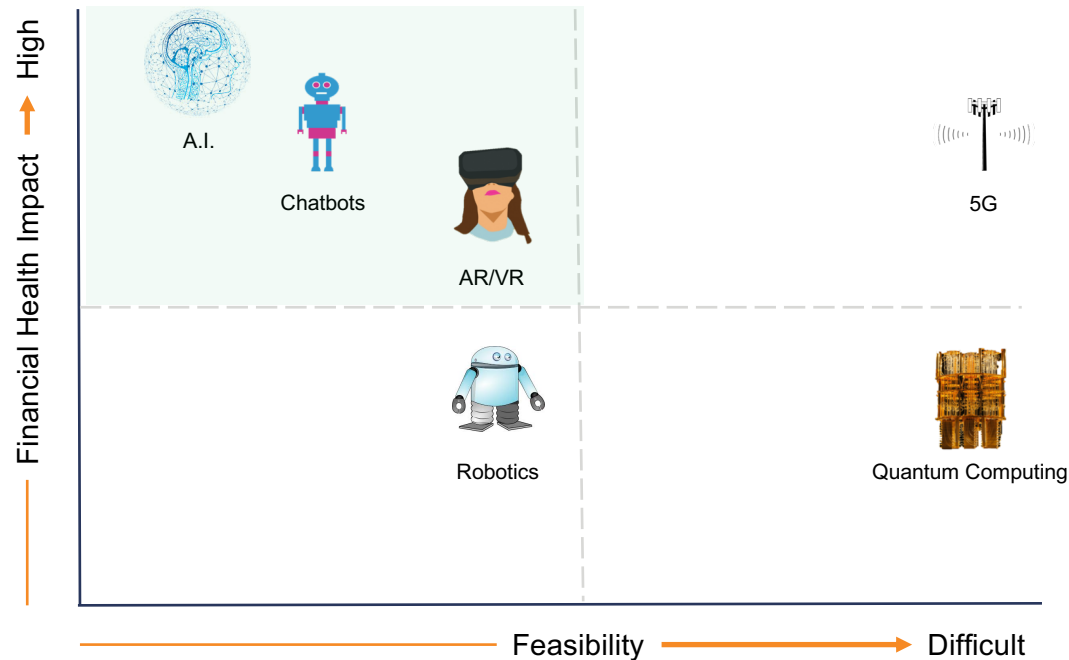 High
Financial Health Impact
A.I.
Chatbots
AR/VR
5G
Robotics
Quantum Computing
Feasibility
Difficult